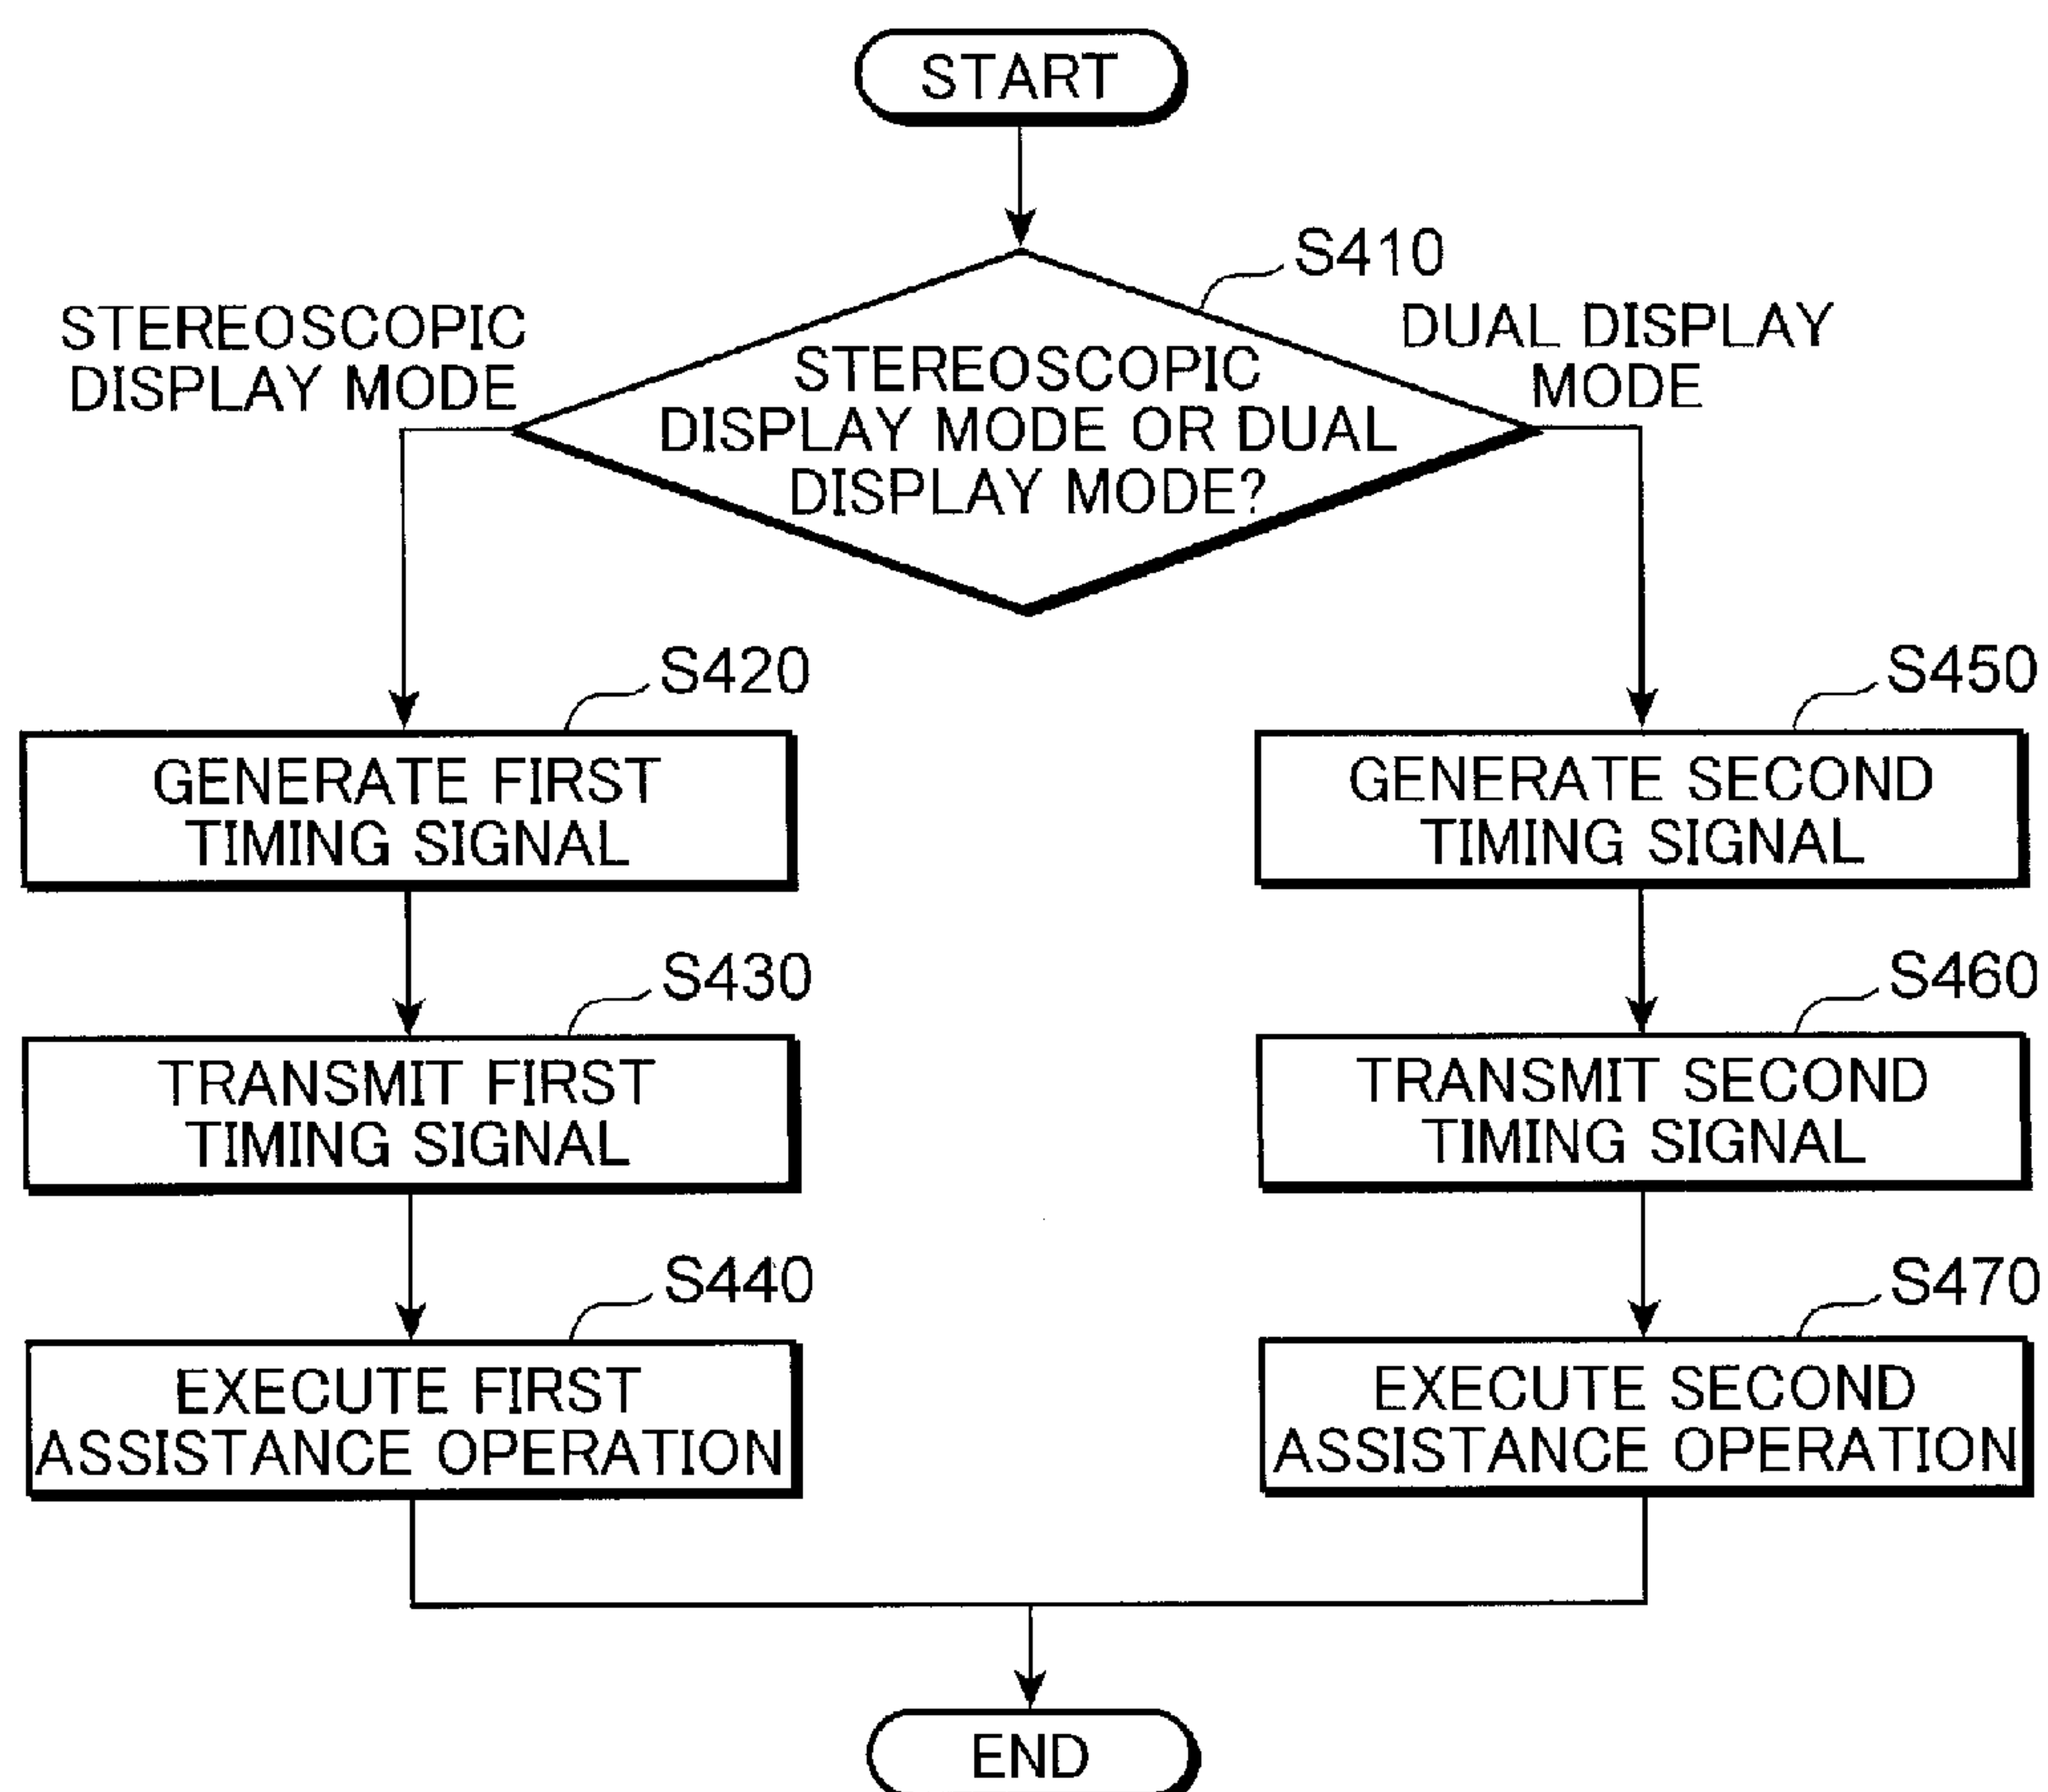 START
S410
STEREOSCOPIC
DISPLAY MODE
DUAL DISPLAY
MODE
STEREOSCOPIC
DISPLAY MODE OR DUAL
DISPLAY MODE?
S420
GENERATE FIRST
TIMING SIGNAL
S430
TRANSMIT FIRST
TIMING SIGNAL
S440
EXECUTE FIRST
ASSISTANCE OPERATION
S450
GENERATE SECOND
TIMING SIGNAL
S460
TRANSMIT SECOND
TIMING SIGNAL
S470
EXECUTE SECOND
ASSISTANCE OPERATION
END